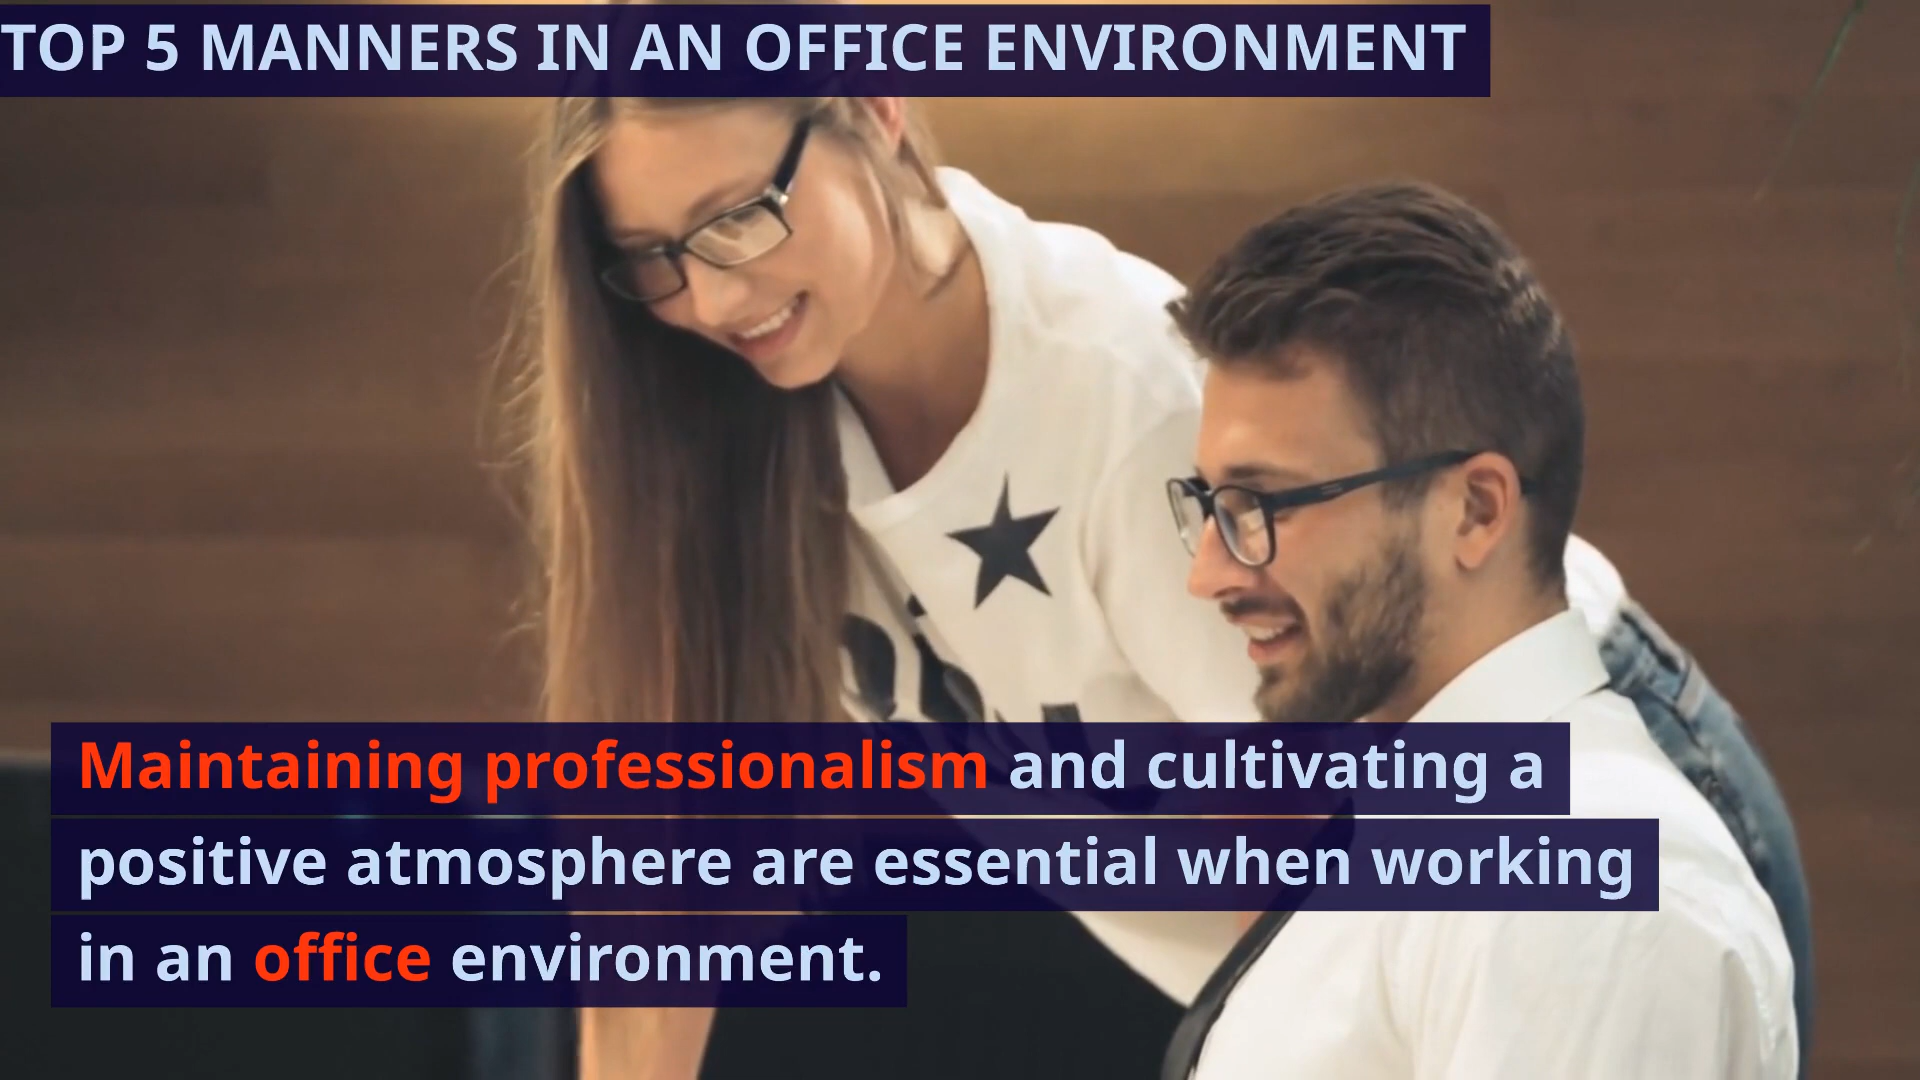 TOP 5 MANNERS IN AN OFFICE ENVIRONMENT
Maintaining professionalism and cultivating a
positive atmosphere are essential when working
in an office environment.